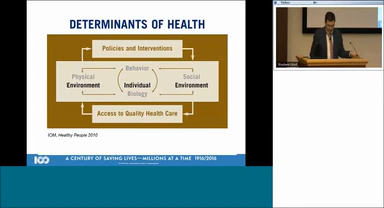 DETERMINANTS OF HEALTH
Policies and Interventions
Behavior
Physical
Environment
Individual
Social
Environment
Biology
Access to Quality Health Care
IOM, Healthy People 2010
100
A CENTURY OF SAVING LIVES—MILLIONS AT A TIME 1916/2016